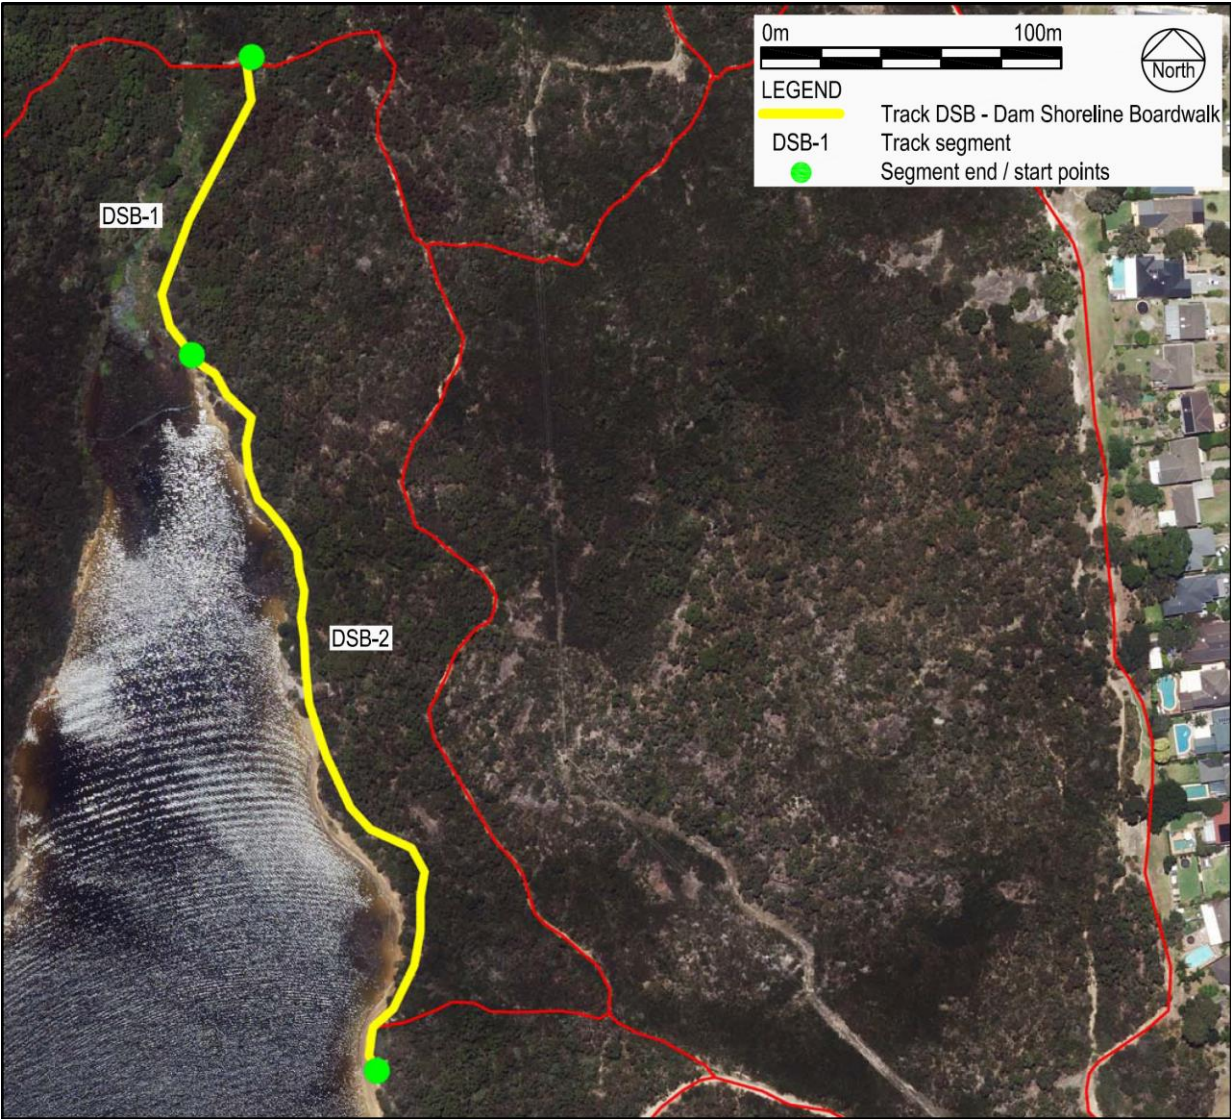 0m 100m
North
LEGEND
Track DSB - Dam Shoreline Boardwalk
DSB-1 Track segment
Segment end / start points
DSB-1
DSB-2